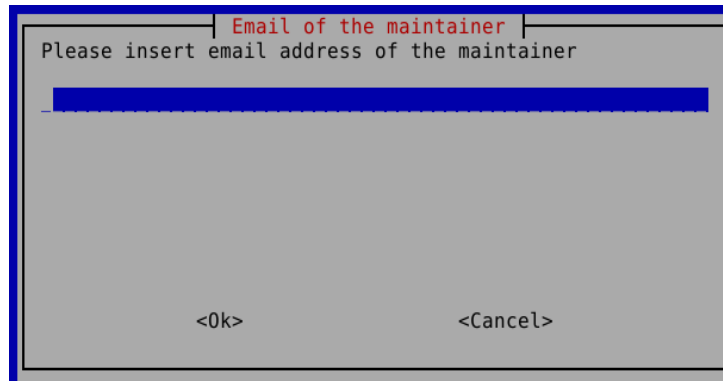 Email of the maintainer
Please insert email address of the maintainer
<Ok> <Cancel>